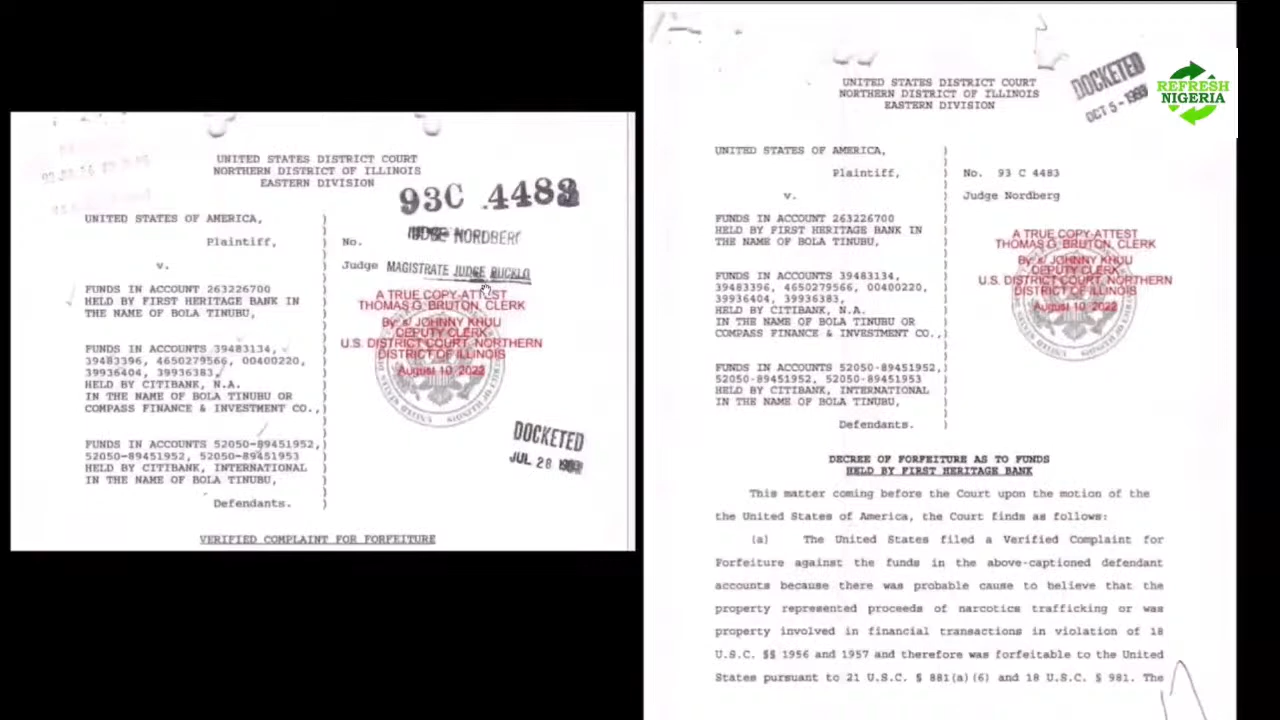 UNITED STATES DISTRICT COURT
NORTHERN DISTRICT OF ILLINOIS
EASTERN DIVISION
93C 4483
UNITED STATES OF AMERICA,
Plaintiff,
No.
JUDGE NORDBERG
v.
Judge MAGISTRATE JUDGE BUCKLO
FUNDS IN ACCOUNT 263226700
HELD BY FIRST HERITAGE BANK IN
THE NAME OF BOLA TINUBU,
A TRUE COPY-ATTEST
THOMAS G. BRUTON, CLERK
By: s/ JOHNNY KHUU
DEPUTY CLERK
U.S. DISTRICT COURT, NORTHERN
DISTRICT OF ILLINOIS
August 10, 2022
FUNDS IN ACCOUNTS 39483134,
39483396, 4650279566, 00400220,
39936404, 39936383,
HELD BY CITIBANK, N.A.
IN THE NAME OF BOLA TINUBU OR
COMPASS FINANCE & INVESTMENT CO.,
FUNDS IN ACCOUNTS 52050-89451952,
52050-89451952, 52050-89451953
HELD BY CITIBANK, INTERNATIONAL
IN THE NAME OF BOLA TINUBU,
Defendants.
DOCKETED
JUL 28
VERIFIED COMPLAINT FOR FORFEITURE
UNITED STATES DISTRICT COURT
NORTHERN DISTRICT OF ILLINOIS
EASTERN DIVISION
DOCKETED
OCT 5 - 1993
REFRESH
NIGERIA
UNITED STATES OF AMERICA,
Plaintiff,
No. 93 C 4483
v.
Judge Nordberg
FUNDS IN ACCOUNT 263226700
HELD BY FIRST HERITAGE BANK IN
THE NAME OF BOLA TINUBU,
A TRUE COPY-ATTEST
THOMAS G. BRUTON, CLERK
By: s/ JOHNNY KHUU
DEPUTY CLERK
U.S. DISTRICT COURT, NORTHERN
DISTRICT OF ILLINOIS
August 10, 2022
FUNDS IN ACCOUNTS 39483134,
39483396, 4650279566, 00400220,
39936404, 39936383,
HELD BY CITIBANK, N.A.
IN THE NAME OF BOLA TINUBU OR
COMPASS FINANCE & INVESTMENT CO.,
FUNDS IN ACCOUNTS 52050-89451952,
52050-89451952, 52050-89451953
HELD BY CITIBANK, INTERNATIONAL
IN THE NAME OF BOLA TINUBU,
Defendants.
DECREE OF FORFEITURE AS TO FUNDS
HELD BY FIRST HERITAGE BANK
This matter coming before the Court upon the motion of the
the United States of America, the Court finds as follows:
(a) The United States filed a Verified Complaint for
Forfeiture against the funds in the above-captioned defendant
accounts because there was probable cause to believe that the
property represented proceeds of narcotics trafficking or was
property involved in financial transactions in violation of 18
U.S.C. §§ 1956 and 1957 and therefore was forfeitable to the United
States pursuant to 21 U.S.C. § 881(a)(6) and 18 U.S.C. § 981. The